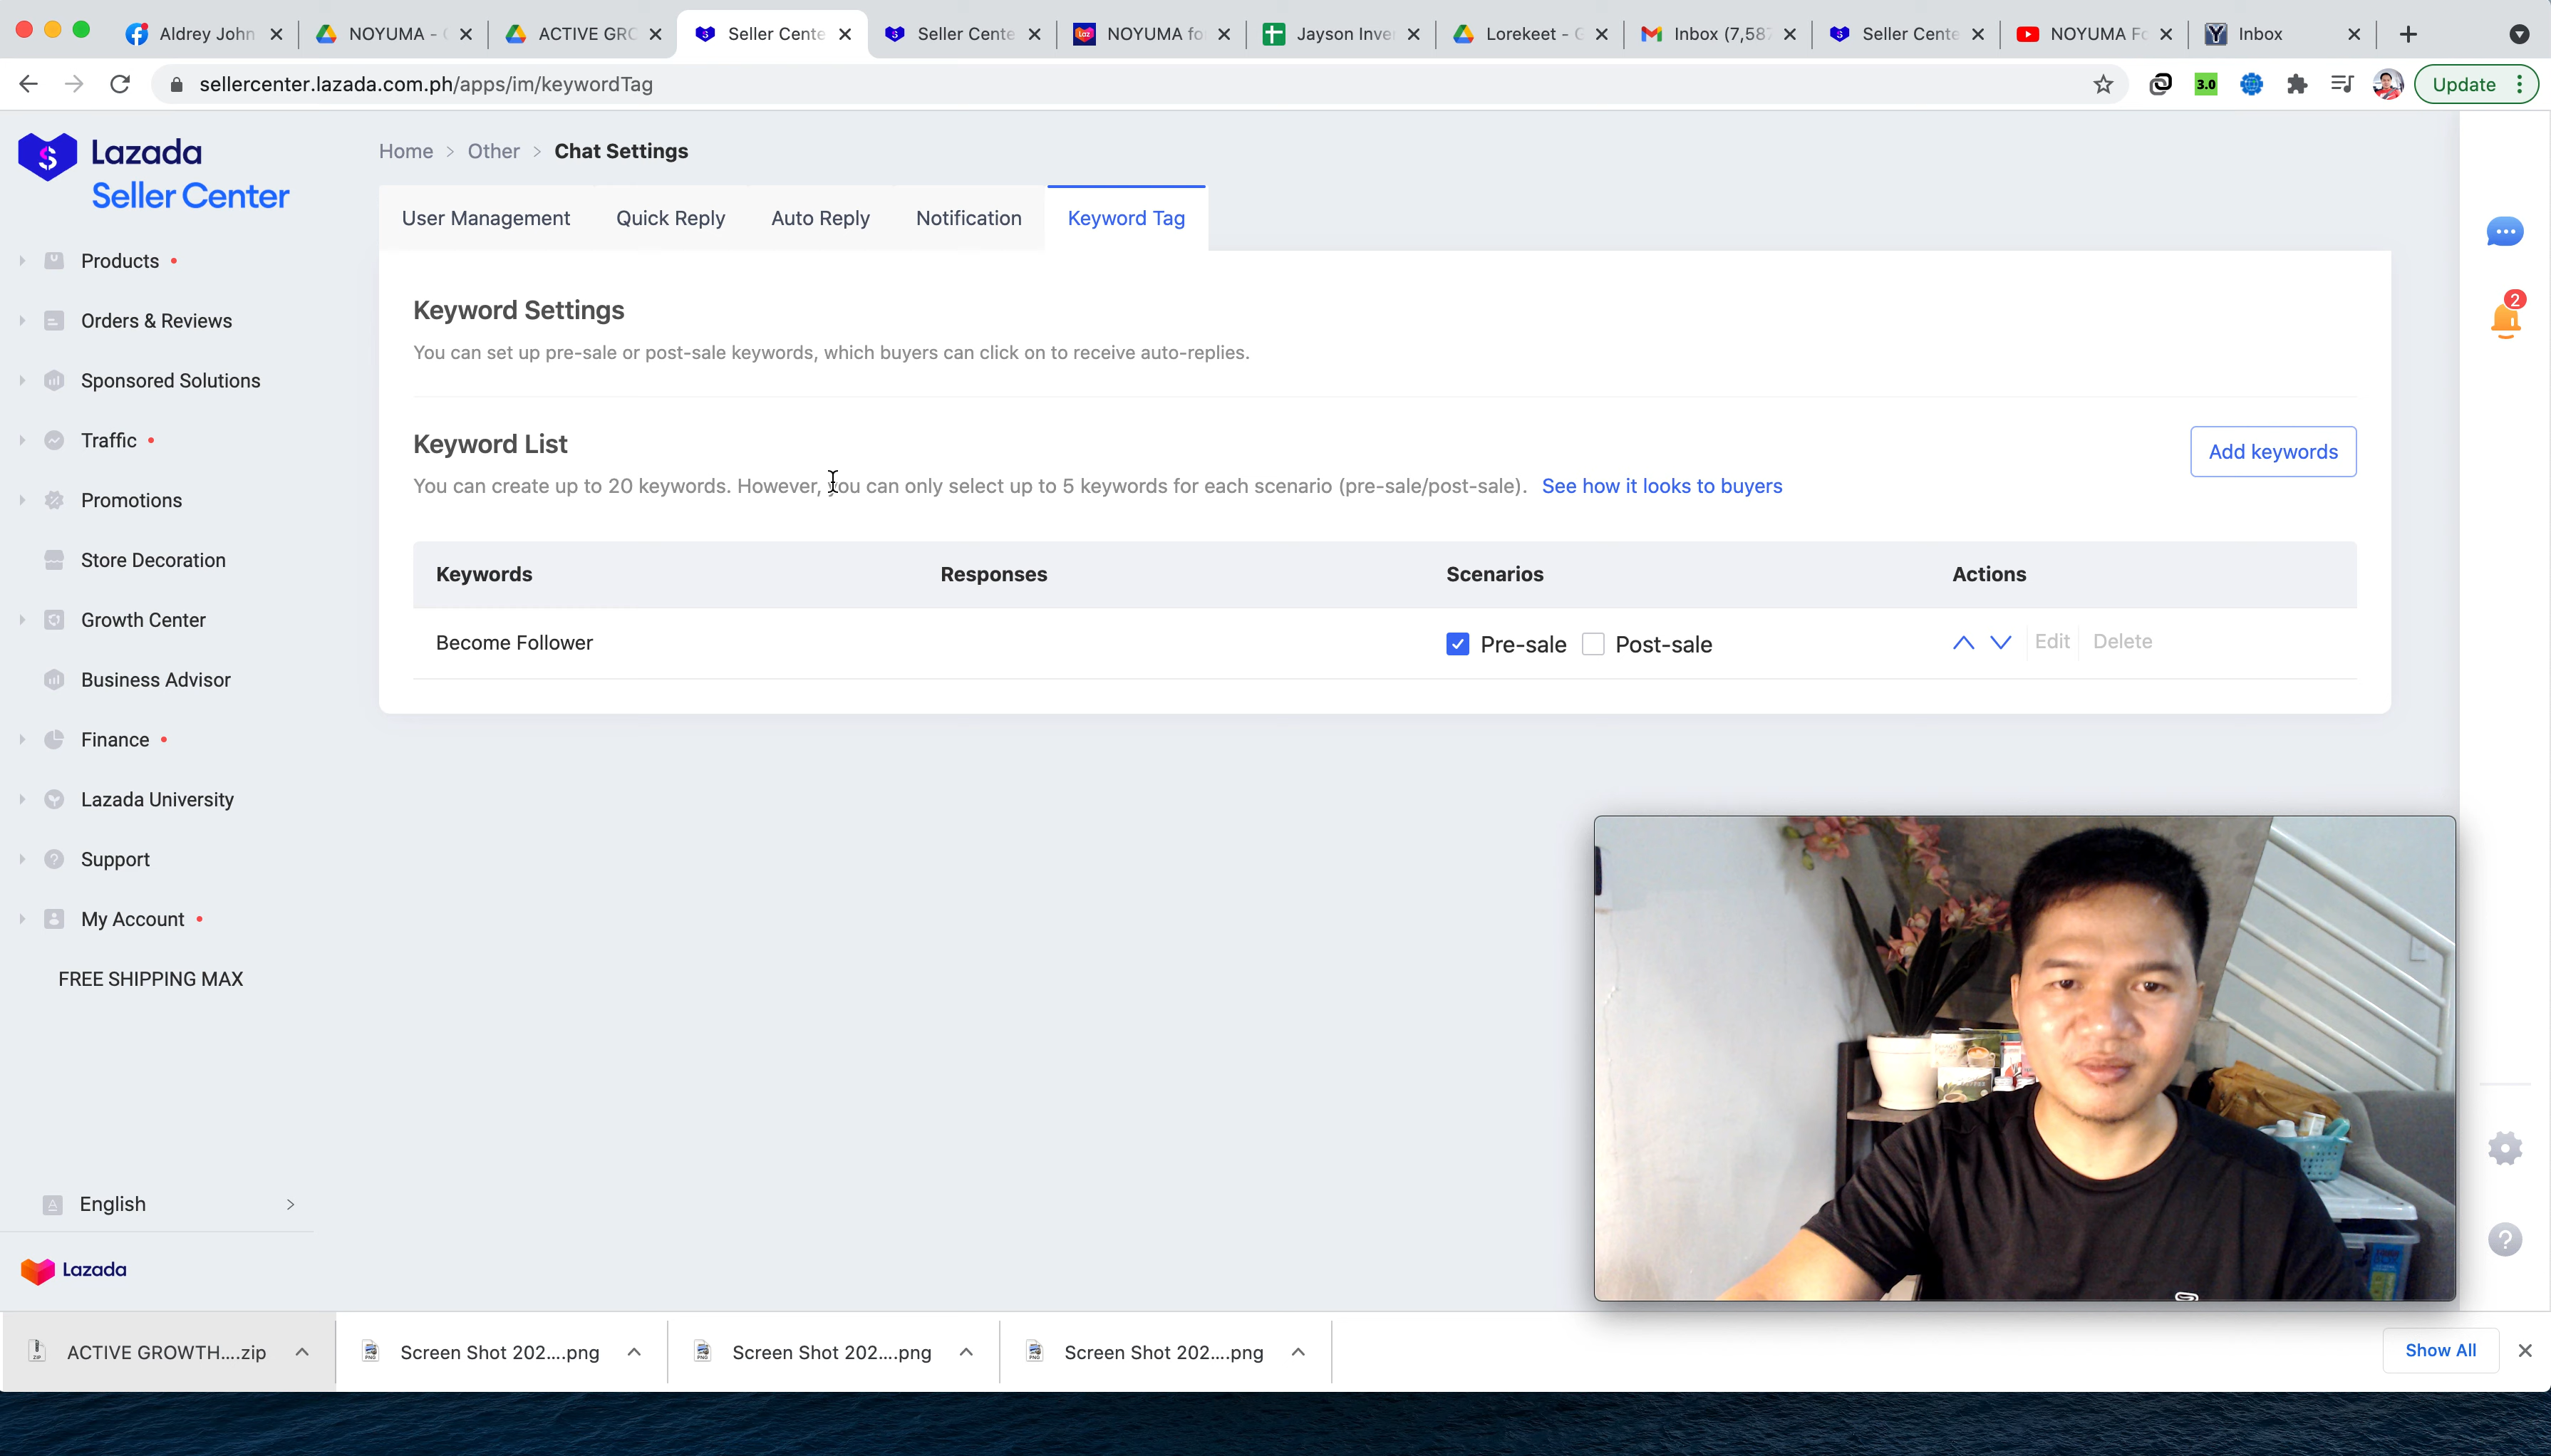 Aldrey John
NOYUMA -
ACTIVE GRC
Seller Cente
Seller Cente
NOYUMA fo
Jayson Inve
Lorekeet - G
Inbox (7,58
Seller Cente
NOYUMA Fo
Inbox
sellercenter.lazada.com.ph/apps/im/keywordTag
3.0
Update
Lazada
Seller Center
Home > Other > Chat Settings
User Management Quick Reply Auto Reply Notification Keyword Tag
Products
Orders & Reviews
Sponsored Solutions
Traffic
Promotions
Store Decoration
Growth Center
Business Advisor
Finance
Lazada University
Support
My Account
FREE SHIPPING MAX
English
Lazada
Keyword Settings
You can set up pre-sale or post-sale keywords, which buyers can click on to receive auto-replies.
Keyword List
Add keywords
You can create up to 20 keywords. However, you can only select up to 5 keywords for each scenario (pre-sale/post-sale). See how it looks to buyers
Keywords Responses Scenarios Actions
Become Follower Pre-sale Post-sale Edit Delete
2
ACTIVE GROWTH....zip
Screen Shot 202....png
Screen Shot 202....png
Screen Shot 202....png
Show All